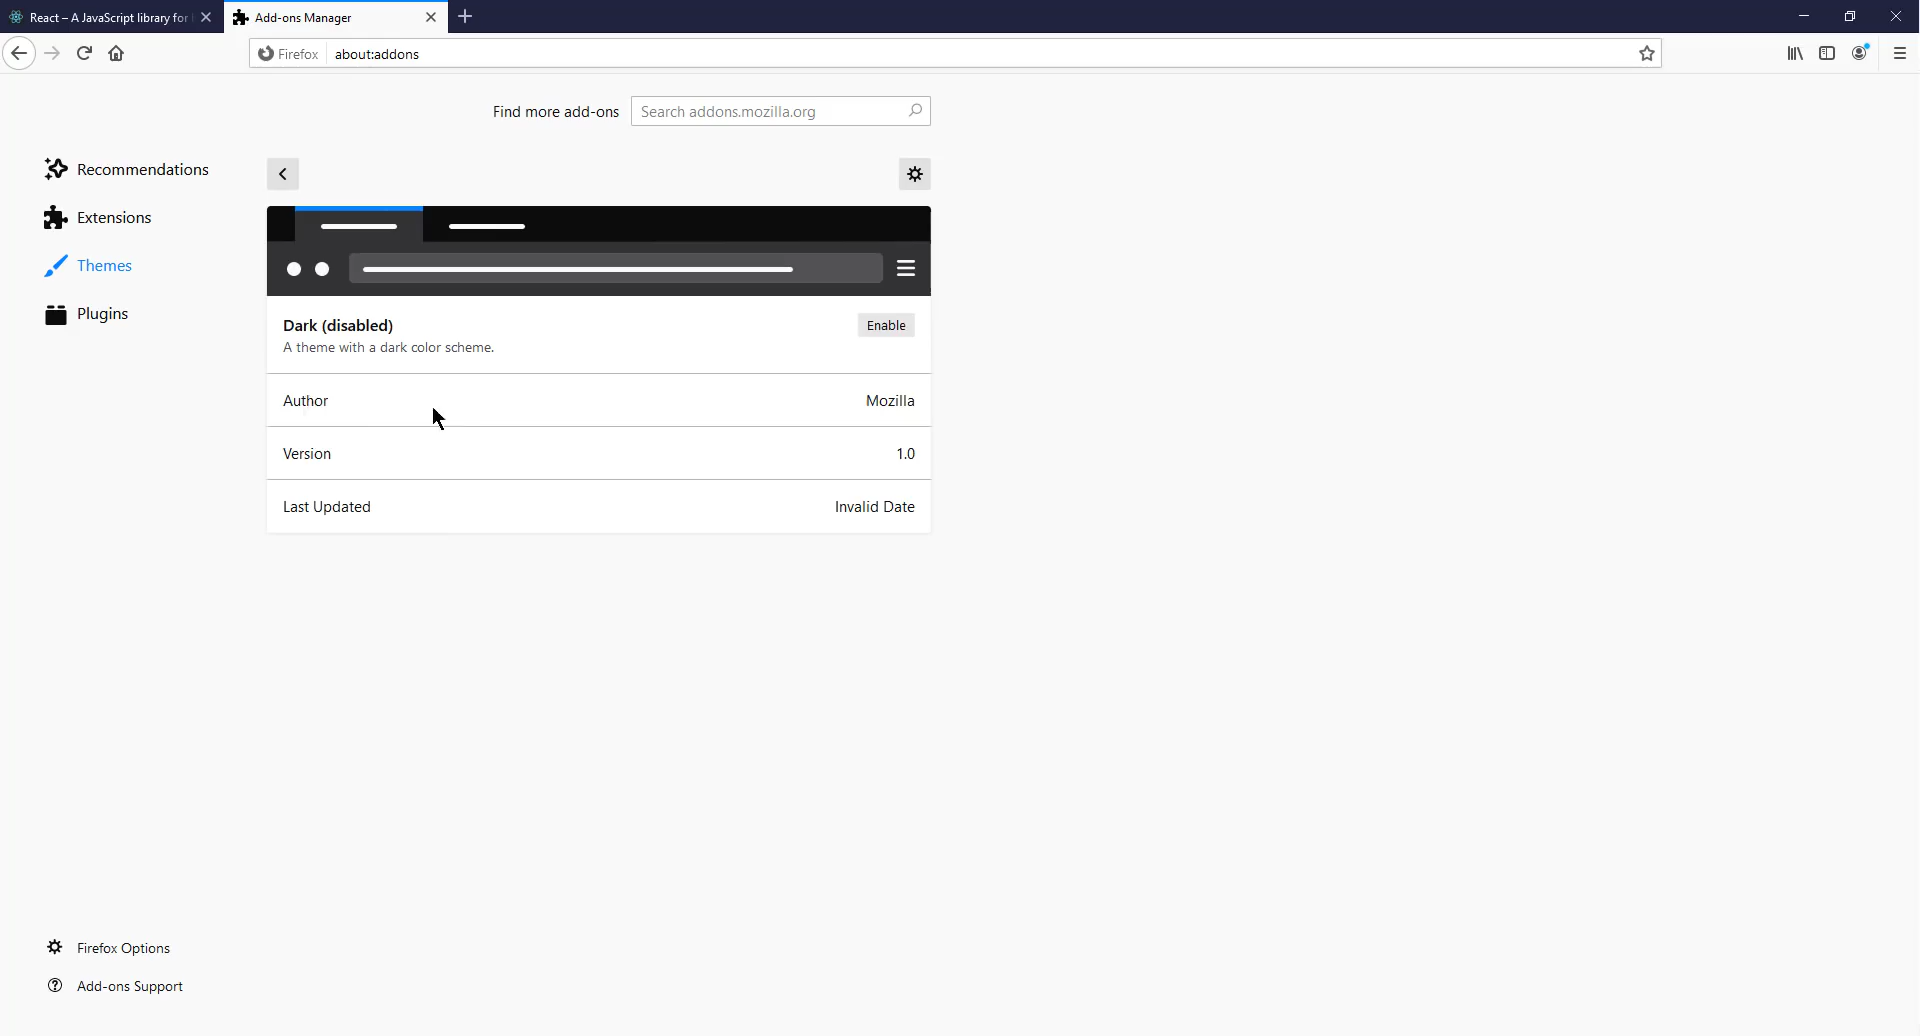 React – A JavaScript library for
Add-ons Manager
Firefox
about:addons
Find more add-ons
Search addons.mozilla.org
Recommendations
Extensions
Themes
Plugins
Dark (disabled)
Enable
A theme with a dark color scheme.
Author
Mozilla
Version
1.0
Last Updated
Invalid Date
Firefox Options
Add-ons Support